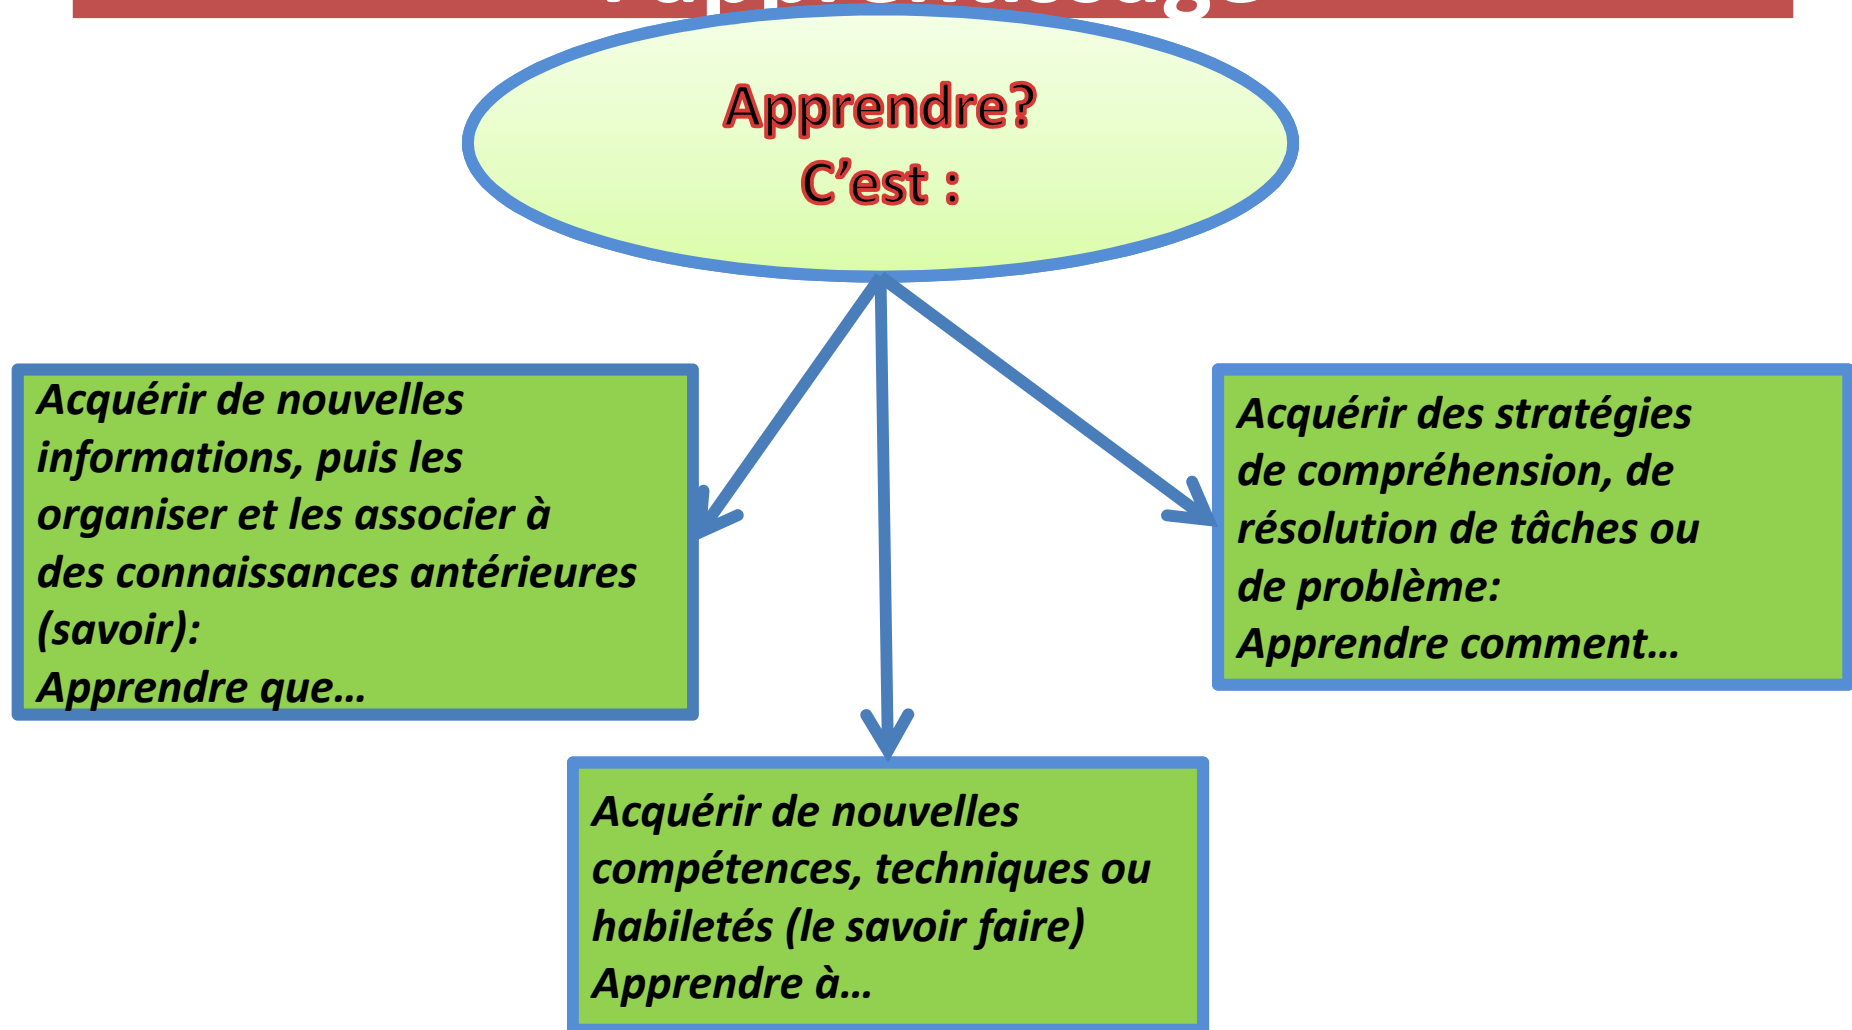 Apprendre?
C’est :
Acquérir de nouvelles
informations, puis les
organiser et les associer à
des connaissances antérieures
(savoir):
Apprendre que…
Acquérir des stratégies
de compréhension, de
résolution de tâches ou
de problème:
Apprendre comment…
Acquérir de nouvelles
compétences, techniques ou
habiletés (le savoir faire)
Apprendre à…